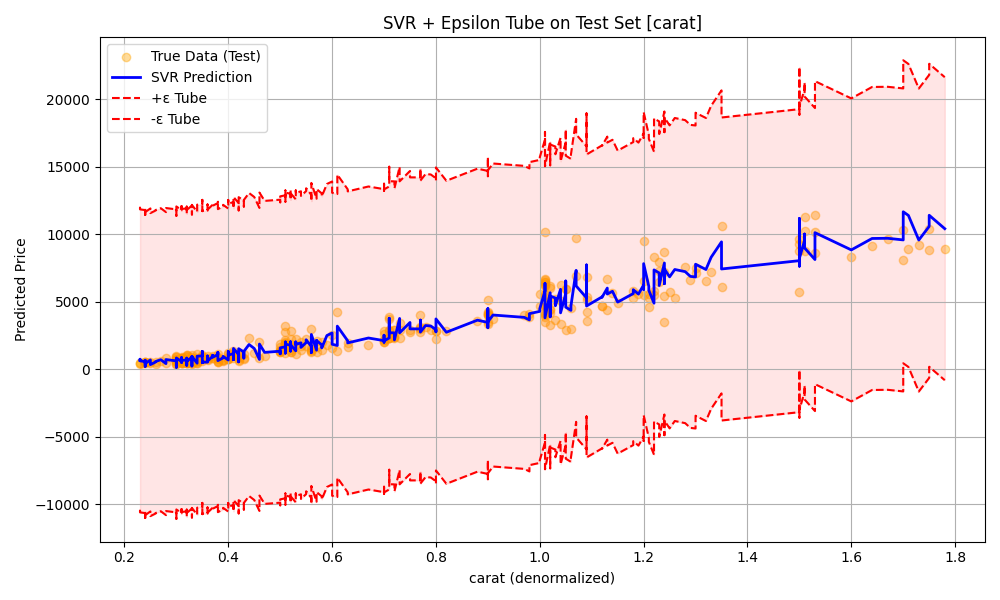 SVR + Epsilon Tube on Test Set [carat]
True Data (Test)
SVR Prediction
+ε Tube
-ε Tube
Predicted Price
20000
15000
10000
5000
0
−5000
−10000
0.2 0.4 0.6 0.8 1.0 1.2 1.4 1.6 1.8
carat (denormalized)